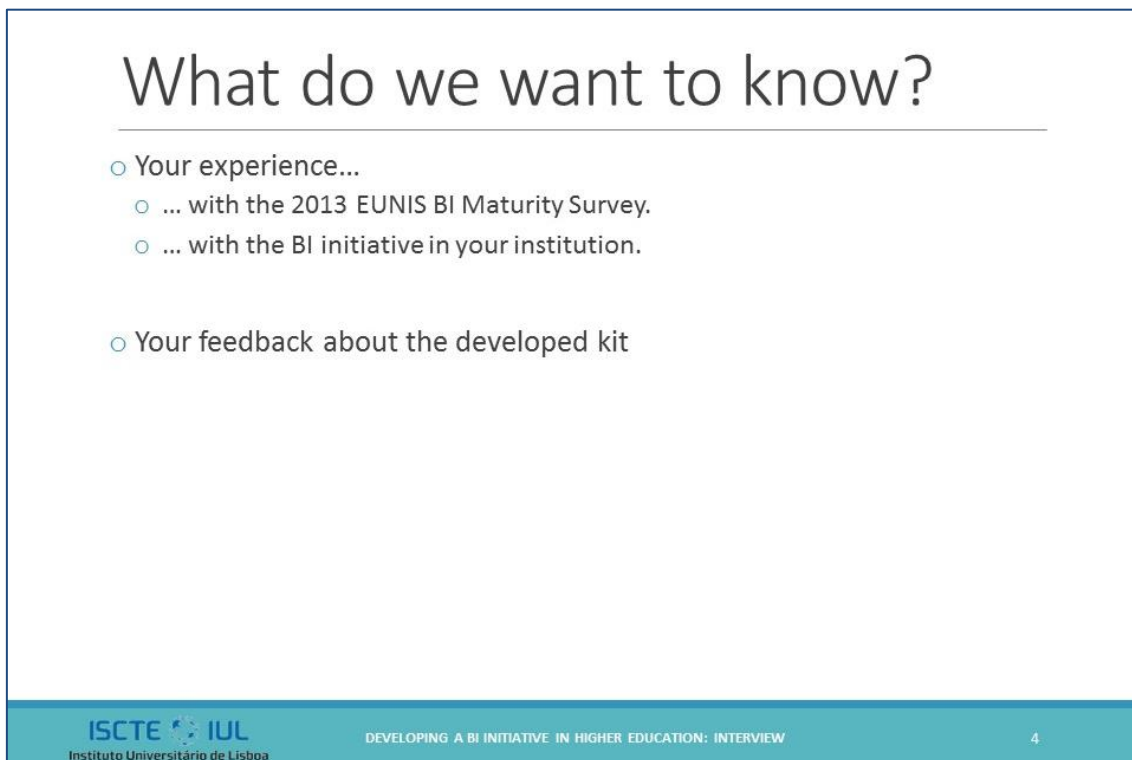 What do we want to know?
o Your experience...
o ... with the 2013 EUNIS BI Maturity Survey.
o ... with the BI initiative in your institution.
o Your feedback about the developed kit
ISCTE IUL
Instituto Universitário de Lisboa
DEVELOPING A BI INITIATIVE IN HIGHER EDUCATION: INTERVIEW
4